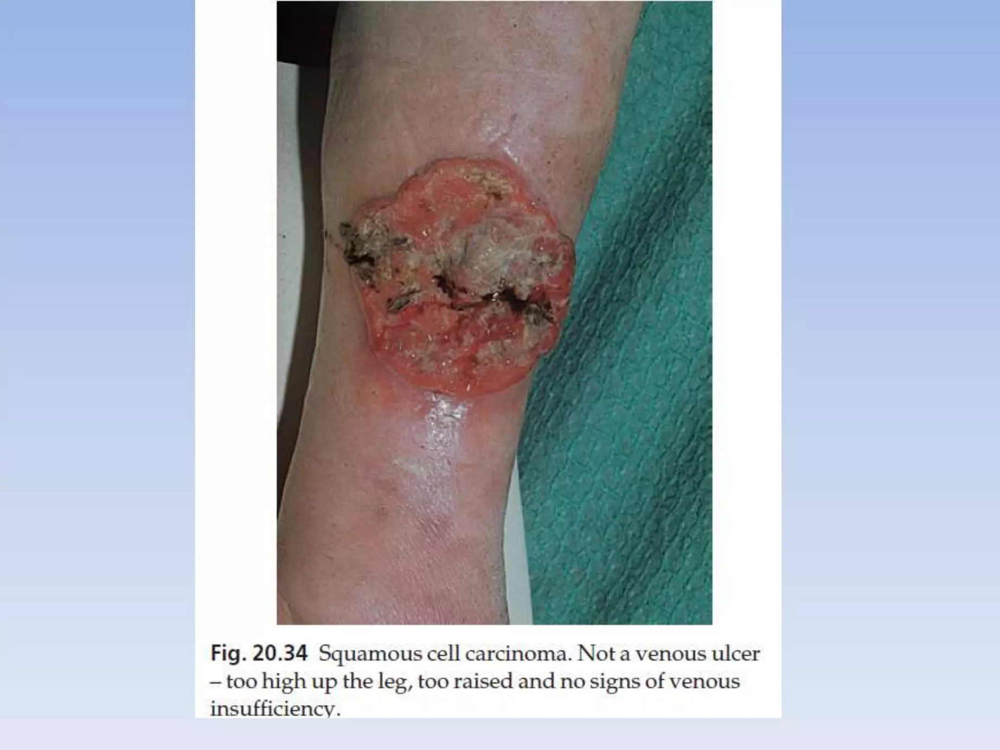 Fig. 20.34 Squamous cell carcinoma. Not a venous ulcer
– too high up the leg, too raised and no signs of venous
insufficiency.